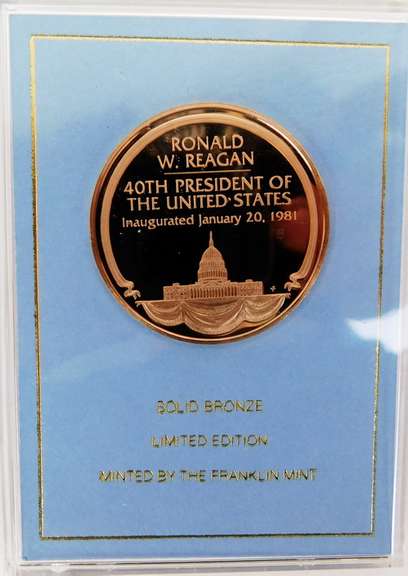 RONALD
W. REAGAN
40TH PRESIDENT OF
THE UNITED STATES
Inaugurated January 20, 1981
SOLID BRONZE
LIMITED EDITION
MINTED BY THE FRANKLIN MINT